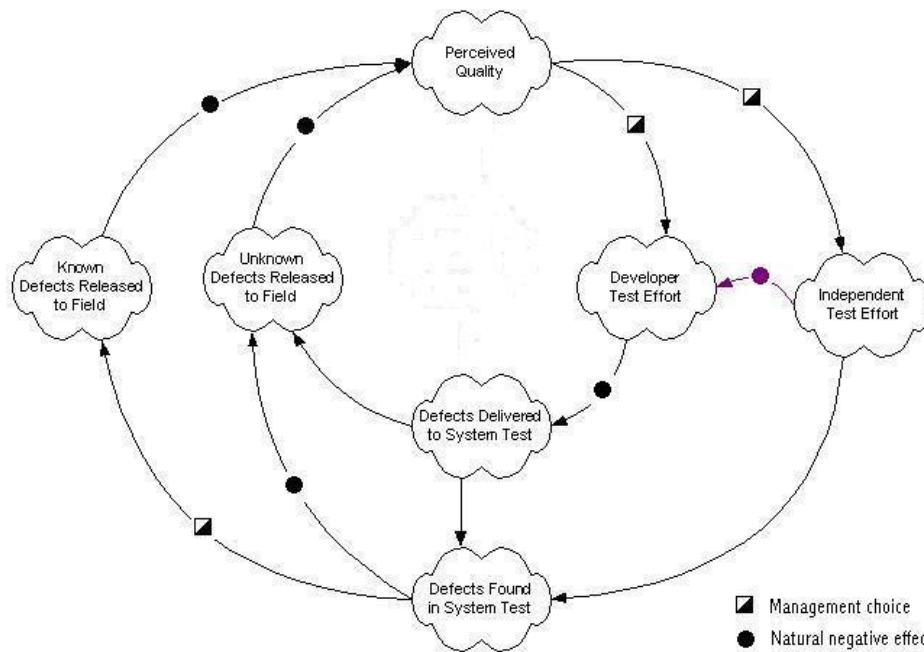 Perceived
Quality
Known
Defects Released
to Field
Unknown
Defects Released
to Field
Developer
Test Effort
Independent
Test Effort
Defects Delivered
to System Test
Defects Found
in System Test
Management choice
Natural negative effec